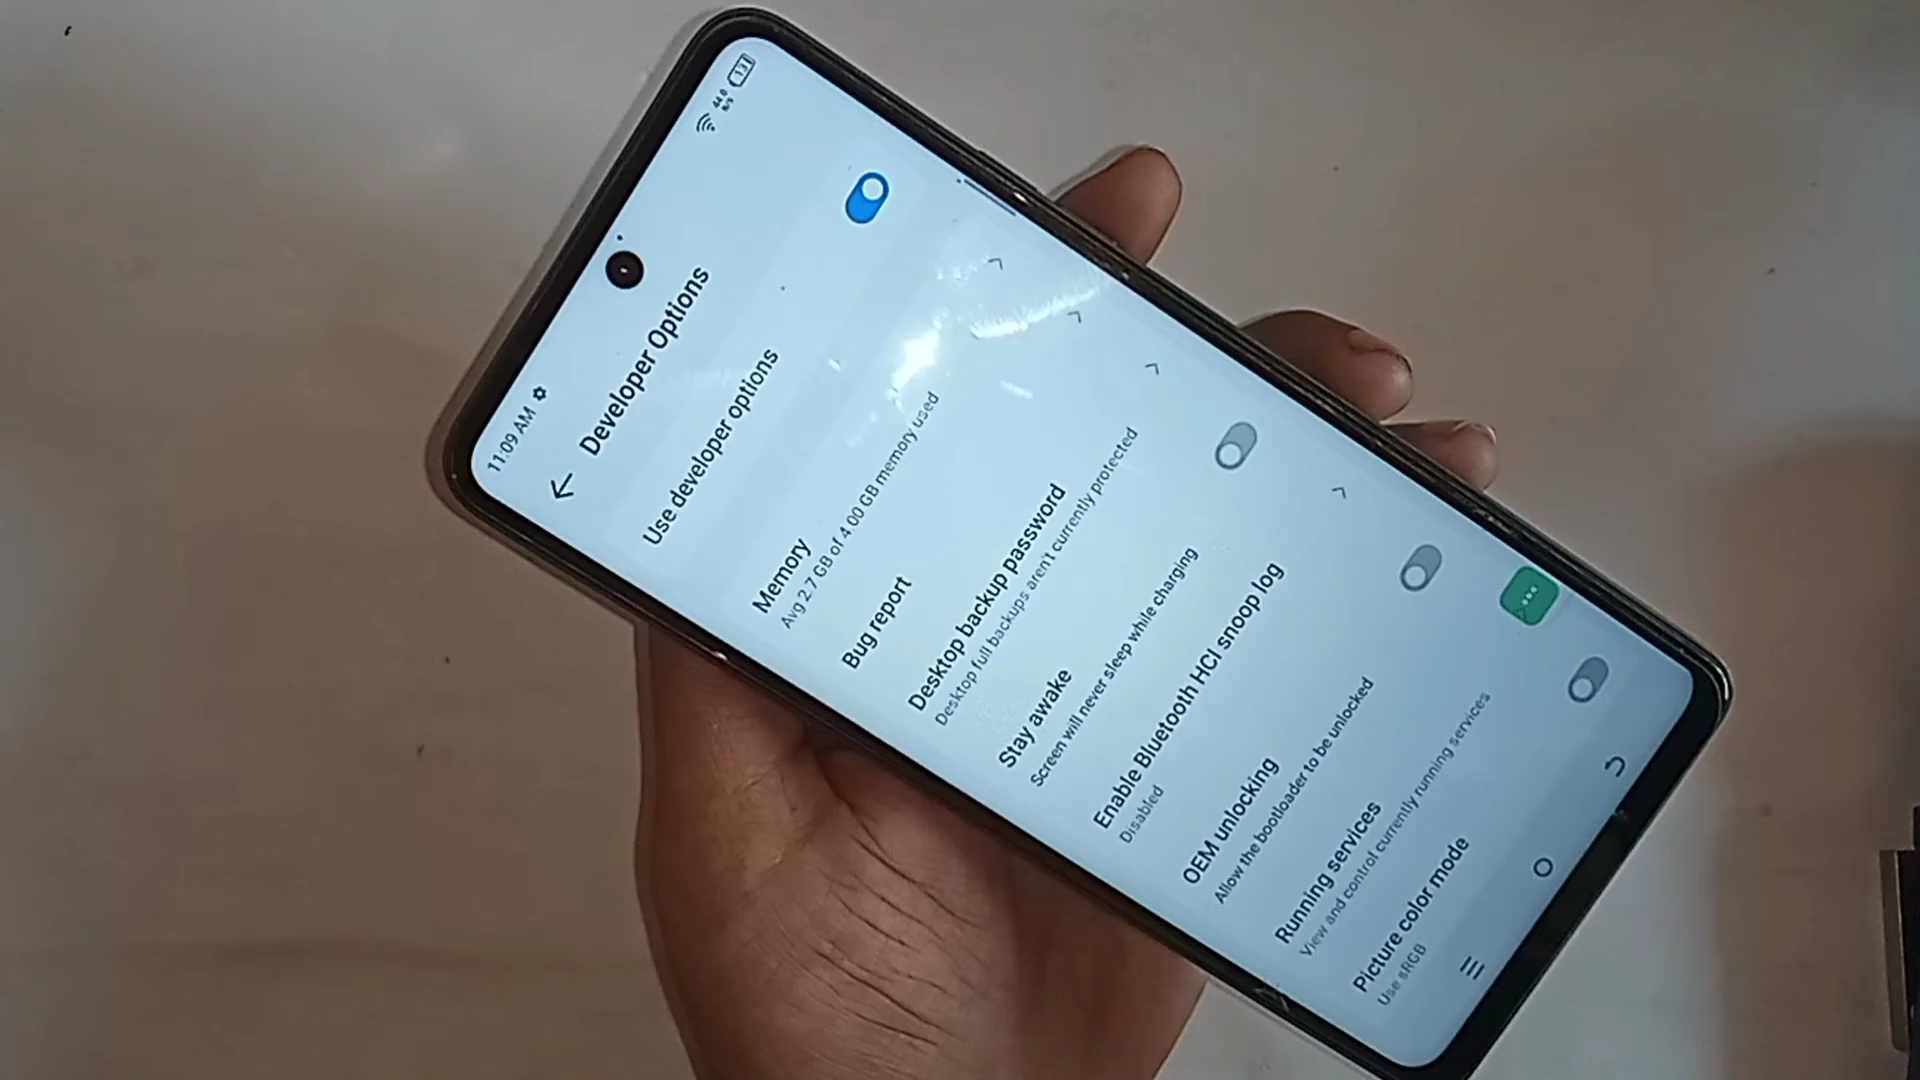 11:09 AM
44.0
B/s
Developer Options
Use developer options
Memory
Avg 2.7 GB of 4.00 GB memory used
Bug report
Desktop backup password
Desktop full backups aren't currently protected
Stay awake
Screen will never sleep while charging
Enable Bluetooth HCI snoop log
Disabled
OEM unlocking
Allow the bootloader to be unlocked
Running services
View and control currently running services
Picture color mode
Use sRGB